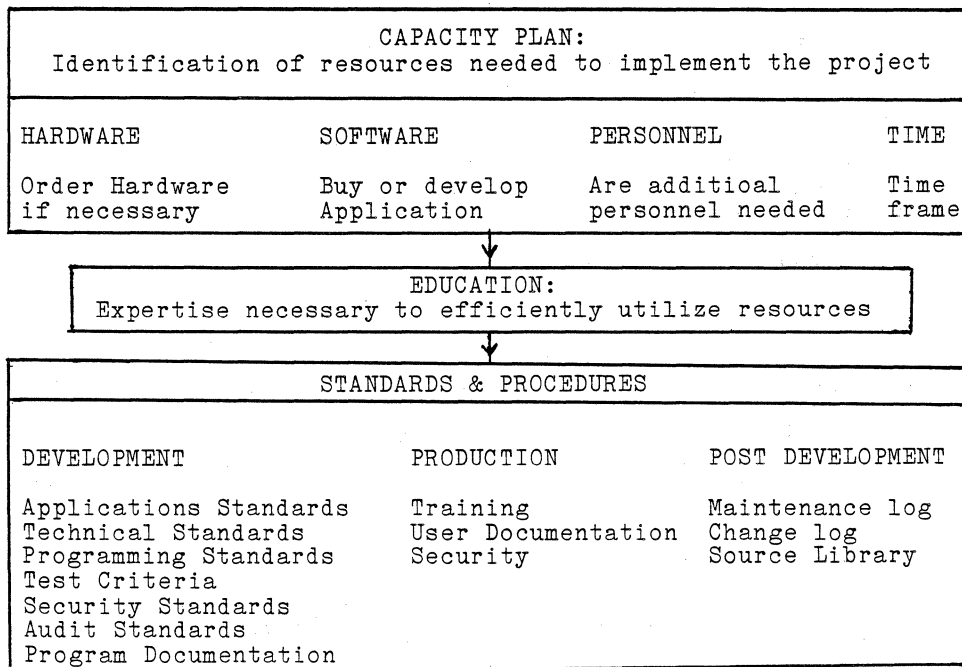 CAPACITY PLAN:
Identification of resources needed to implement the project
HARDWARE SOFTWARE PERSONNEL TIME
Order Hardware Buy or develop Are additioal Time
if necessary Application personnel needed frame
EDUCATION:
Expertise necessary to efficiently utilize resources
STANDARDS & PROCEDURES
DEVELOPMENT PRODUCTION POST DEVELOPMENT
Applications Standards Training Maintenance log
Technical Standards User Documentation Change log
Programming Standards Security Source Library
Test Criteria
Security Standards
Audit Standards
Program Documentation